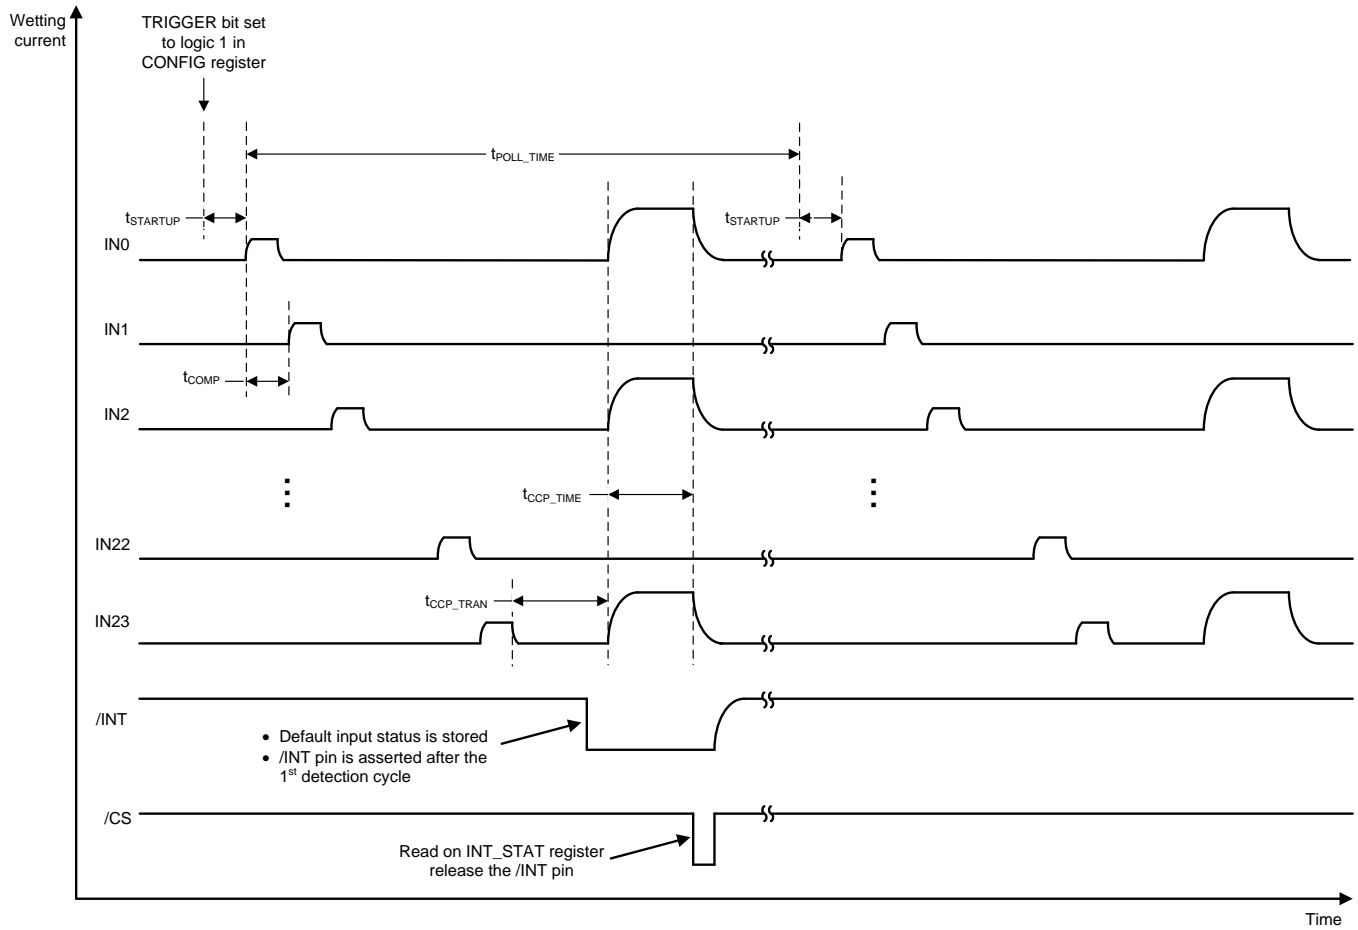 Wetting
current
TRIGGER bit set
to logic 1 in
CONFIG register
tPOLL_TIME
tSTARTUP
tSTARTUP
IN0
IN1
tCOMP
IN2
tCCP_TIME
IN22
tCCP_TRAN
IN23
/INT
• Default input status is stored
• /INT pin is asserted after the
1st detection cycle
/CS
Read on INT_STAT register
release the /INT pin
Time